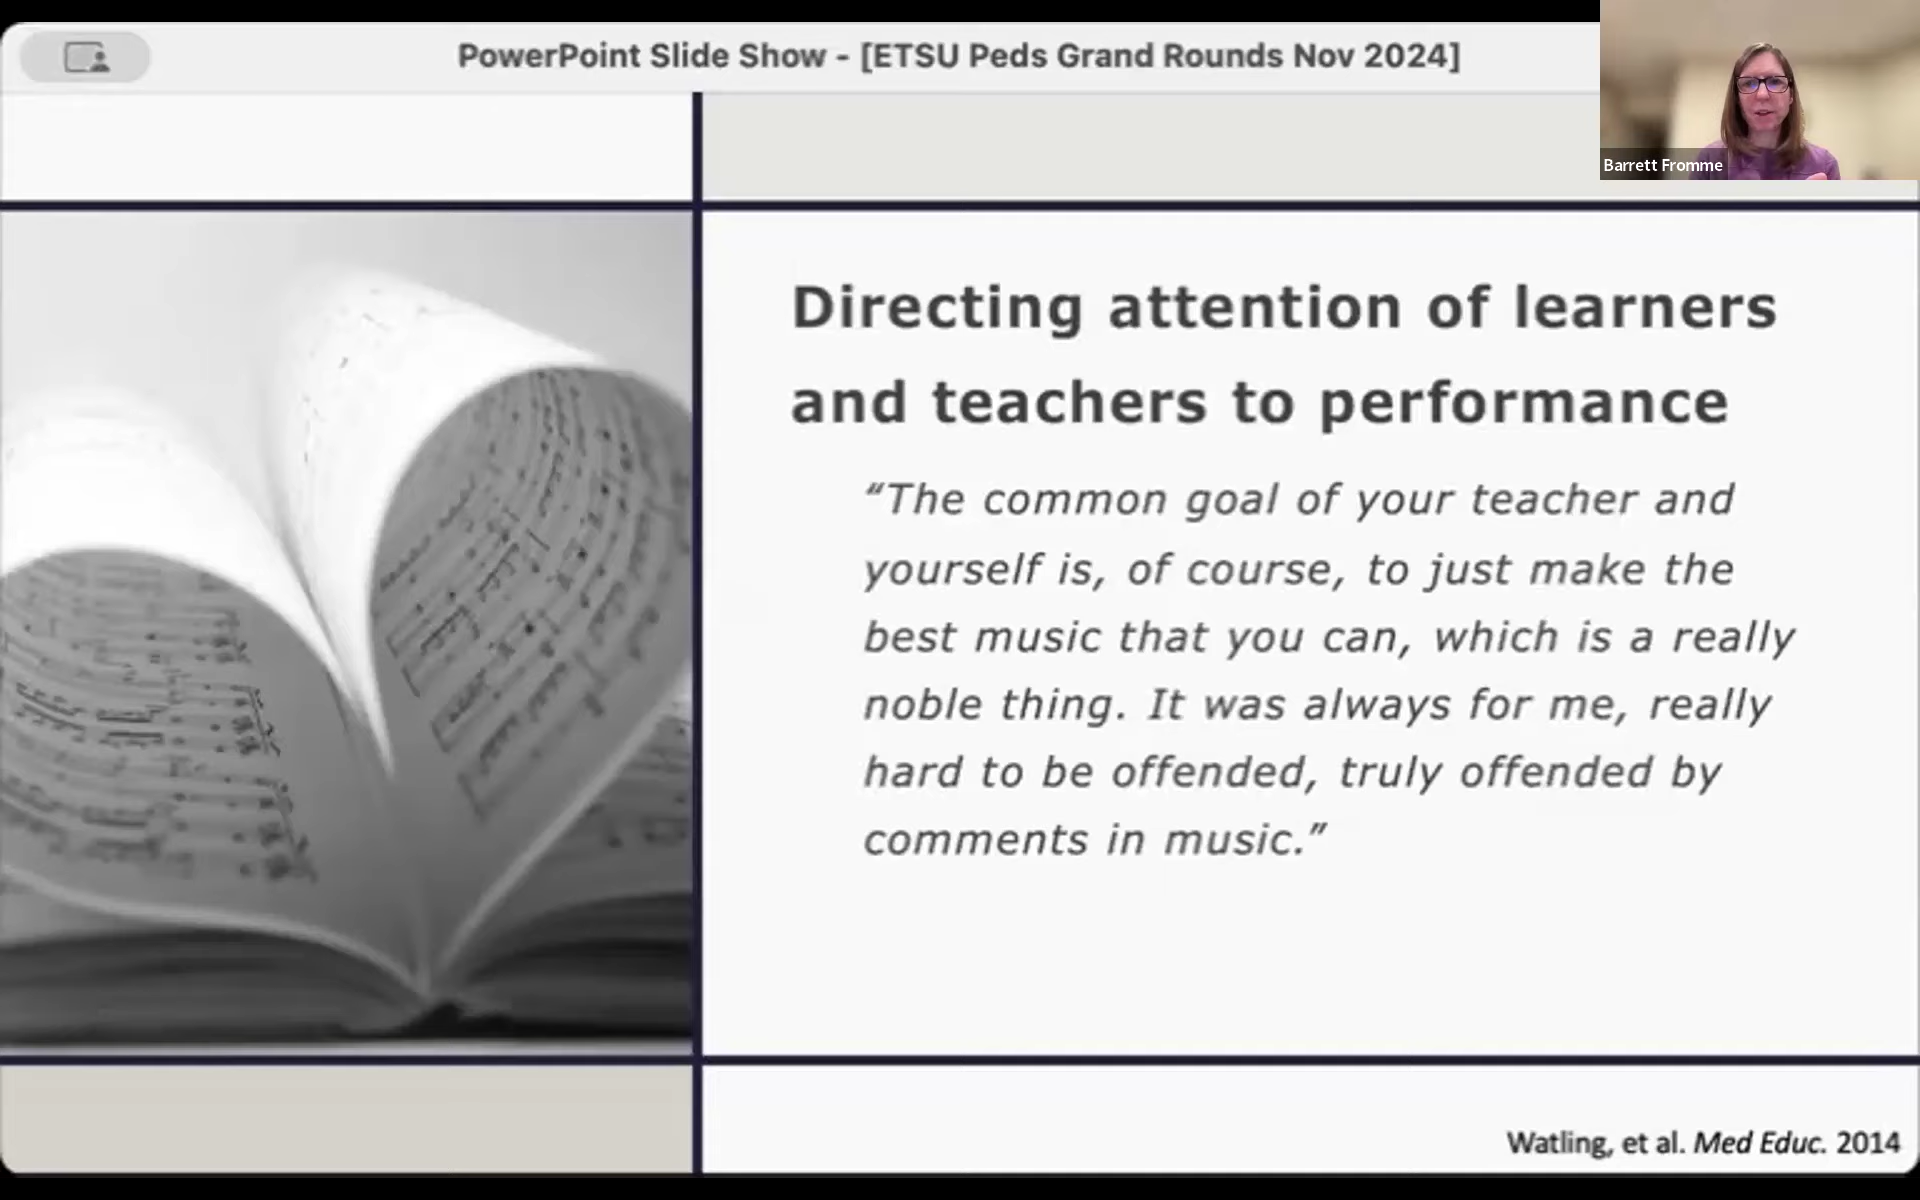 PowerPoint Slide Show - [ETSU Peds Grand Rounds Nov 2024]
Barrett Fromme
Directing attention of learners
and teachers to performance
“The common goal of your teacher and
yourself is, of course, to just make the
best music that you can, which is a really
noble thing. It was always for me, really
hard to be offended, truly offended by
comments in music.”
Watling, et al. Med Educ. 2014